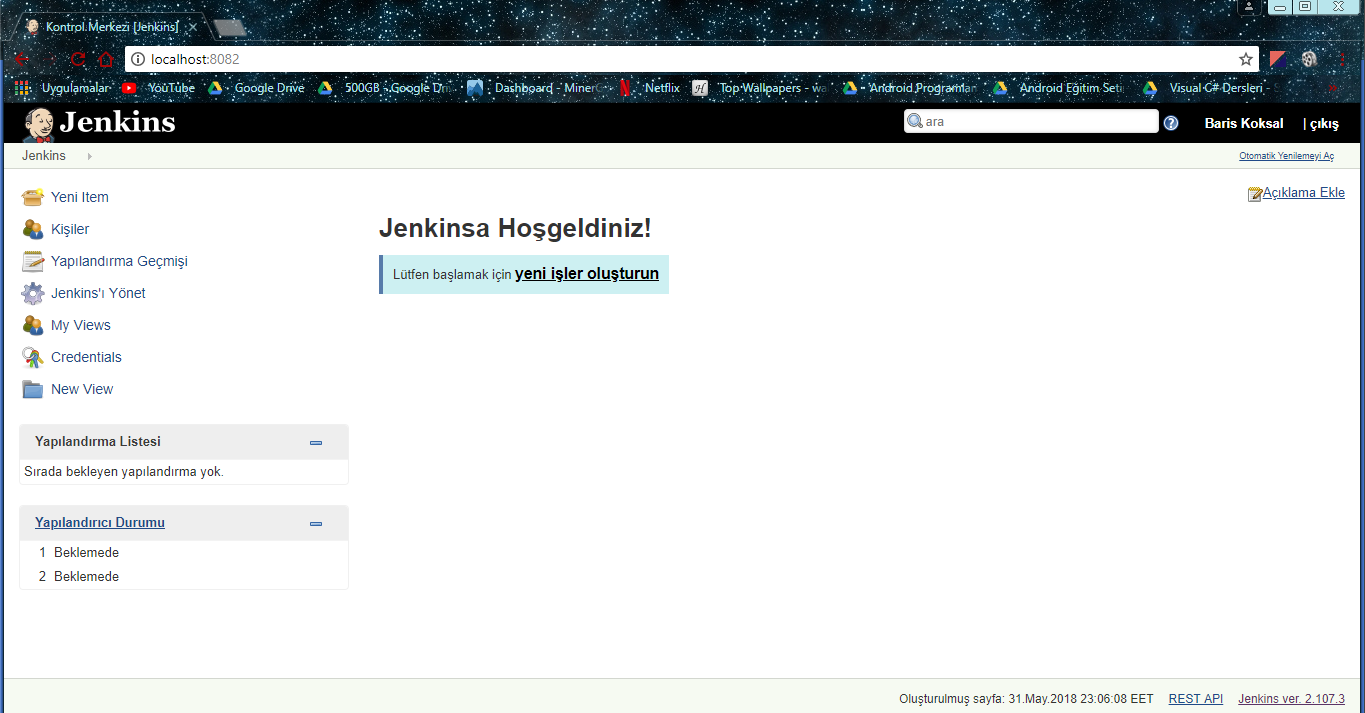 Kontrol Merkezi [Jenkins]
localhost:8082
Uygulamalar YouTube Google Drive 500GB - Google Dri Dashboard - Miner Netflix Top Wallpapers - wa - Android Programlan Android Eğitim Seti Visual C# Dersleri -
Jenkins ara Baris Koksal | çıkış
Jenkins Otomatik Yenilemeyi Aç
Yeni Item Açıklama Ekle
Kişiler
Yapılandırma Geçmişi
Jenkins'ı Yönet
My Views
Credentials
New View
Jenkinsa Hoşgeldiniz!
Lütfen başlamak için yeni işler oluşturun
Yapılandırma Listesi
Sırada bekleyen yapılandırma yok.
Yapılandırıcı Durumu
1 Beklemede
2 Beklemede
Oluşturulmuş sayfa: 31.May.2018 23:06:08 EET REST API Jenkins ver. 2.107.3